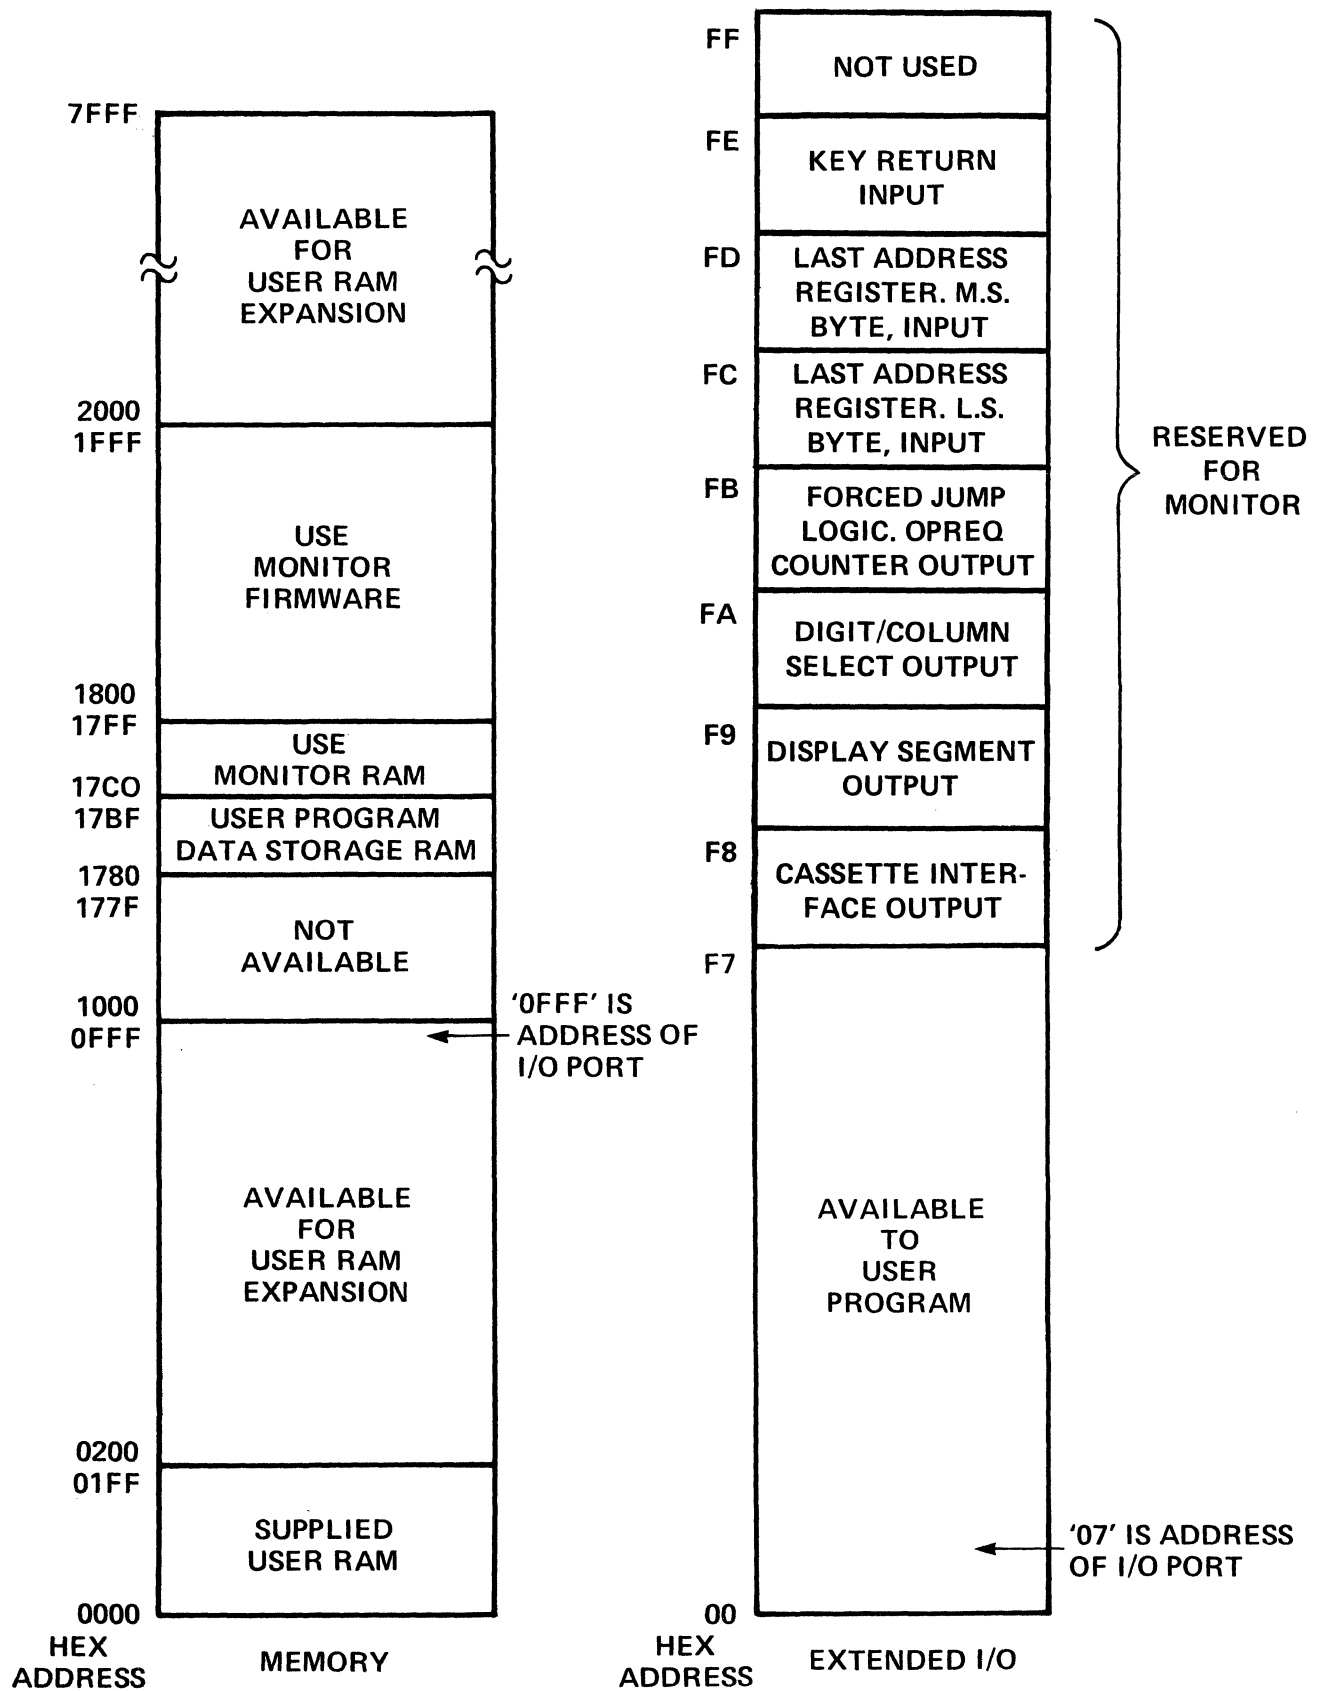 7FFF
AVAILABLE
FOR
USER RAM
EXPANSION
2000
1FFF
USE
MONITOR
FIRMWARE
1800
17FF
USE
MONITOR RAM
17CO
17BF
USER PROGRAM
DATA STORAGE RAM
1780
177F
NOT
AVAILABLE
1000
0FFF
'0FFF' IS
ADDRESS OF
I/O PORT
AVAILABLE
FOR
USER RAM
EXPANSION
0200
01FF
SUPPLIED
USER RAM
0000
HEX
ADDRESS
MEMORY
FF
NOT USED
FE
KEY RETURN
INPUT
FD
LAST ADDRESS
REGISTER. M.S.
BYTE, INPUT
FC
LAST ADDRESS
REGISTER. L.S.
BYTE, INPUT
FB
FORCED JUMP
LOGIC. OPREQ
COUNTER OUTPUT
FA
DIGIT/COLUMN
SELECT OUTPUT
F9
DISPLAY SEGMENT
OUTPUT
F8
CASSETTE INTER-
FACE OUTPUT
RESERVED
FOR
MONITOR
F7
AVAILABLE
TO
USER
PROGRAM
'07' IS ADDRESS
OF I/O PORT
00
HEX
ADDRESS
EXTENDED I/O